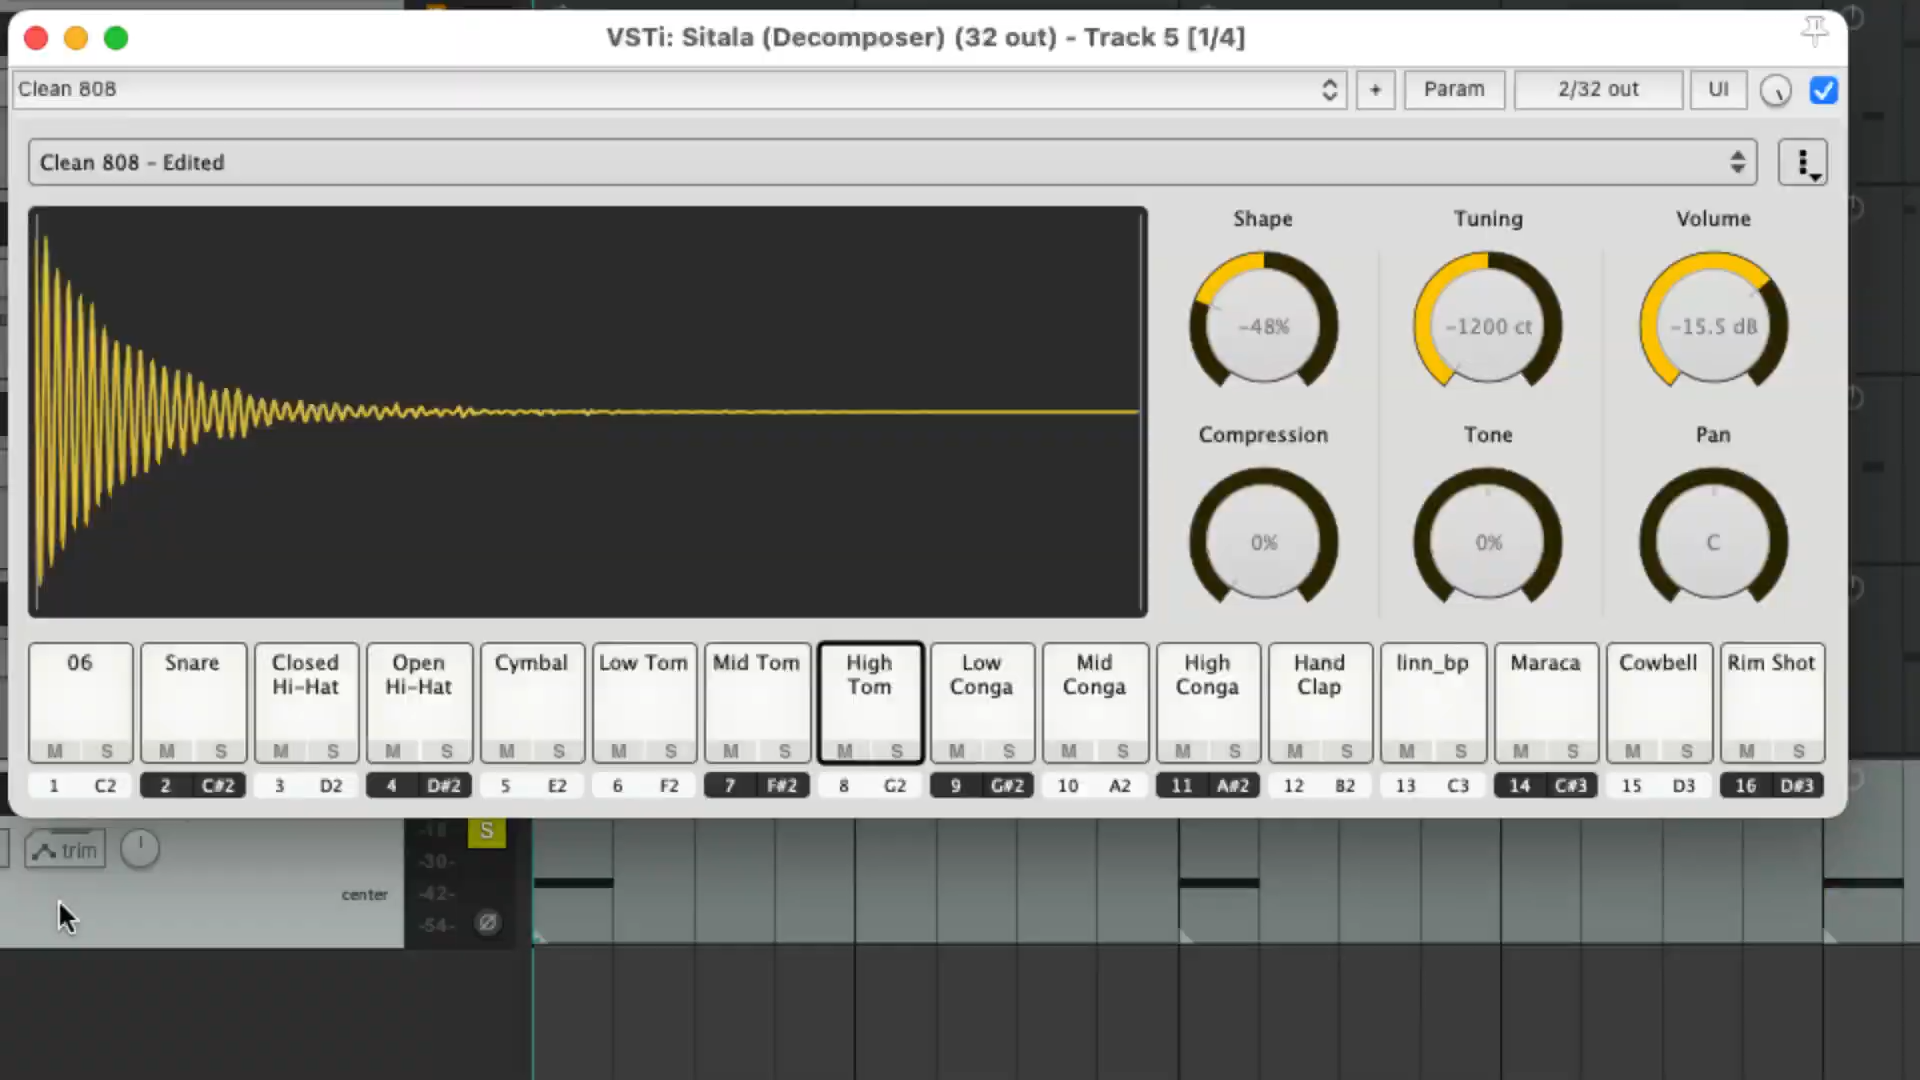 VSTi: Sitala (Decomposer) (32 out) - Track 5 [1/4]
Clean 808
+
Param
2/32 out
UI
Clean 808 - Edited
Shape
Tuning
Volume
-48%
-1200 ct
-15.5 dB
Compression
Tone
Pan
0%
0%
C
06
Snare
Closed
Hi-Hat
Open
Hi-Hat
Cymbal
Low Tom
Mid Tom
High
Tom
Low
Conga
Mid
Conga
High
Conga
Hand
Clap
linn_bp
Maraca
Cowbell
Rim Shot
M S M S M S M S M S M S M S M S M S M S M S M S M S M S M S M S
1 C2 2 C#2 3 D2 4 D#2 5 E2 6 F2 7 F#2 8 G2 9 G#2 10 A2 11 A#2 12 B2 13 C3 14 C#3 15 D3 16 D#3
trim
-18
S
-30-
center
-42-
-54-